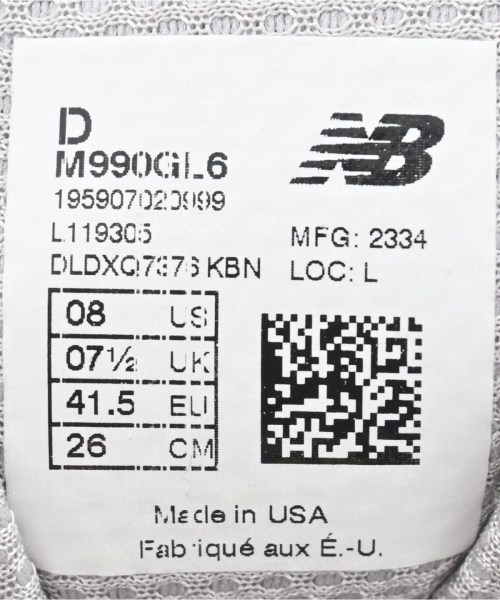 D
NB
M990GL6
195907020999
L119305
MFG: 2334
DLDXQ7376 KBN
LOC: L
08 US
07½ UK
41.5 EU
26 CM
Made in USA
Fabriqué aux É.-U.